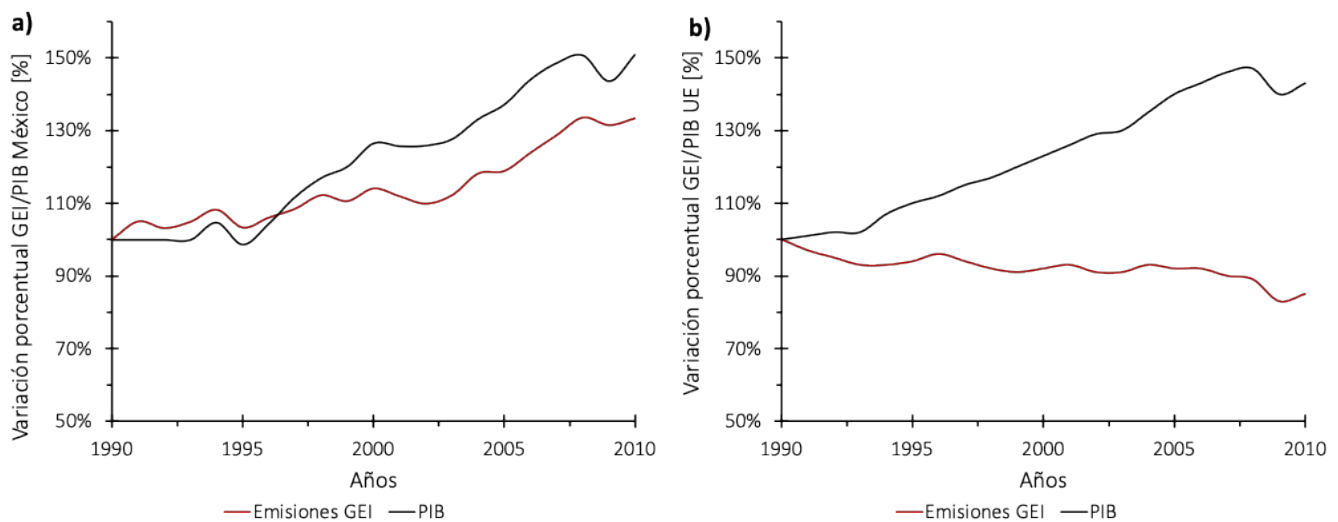 a)
Variación porcentual GEI/PIB México [%]
150%
130%
110%
90%
70%
50%
1990
1995
2000
2005
2010
Años
Emisiones GEI
PIB
b)
Variación porcentual GEI/PIB UE [%]
150%
130%
110%
90%
70%
50%
1990
1995
2000
2005
2010
Años
Emisiones GEI
PIB